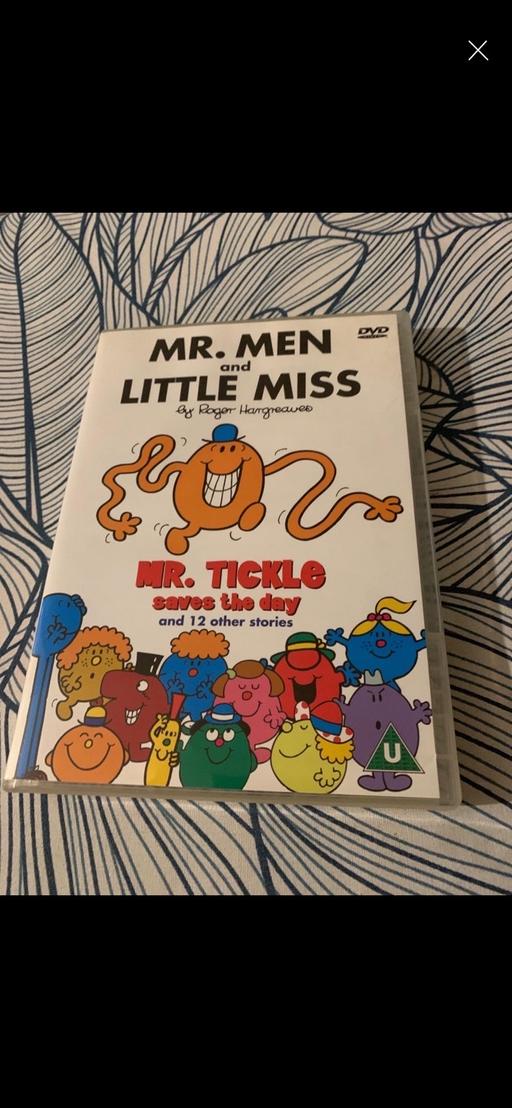 MR. MEN
DVD
and
LITTLE MISS
by Roger Hargreaves
MR. TICKLE
saves the day
and 12 other stories
U